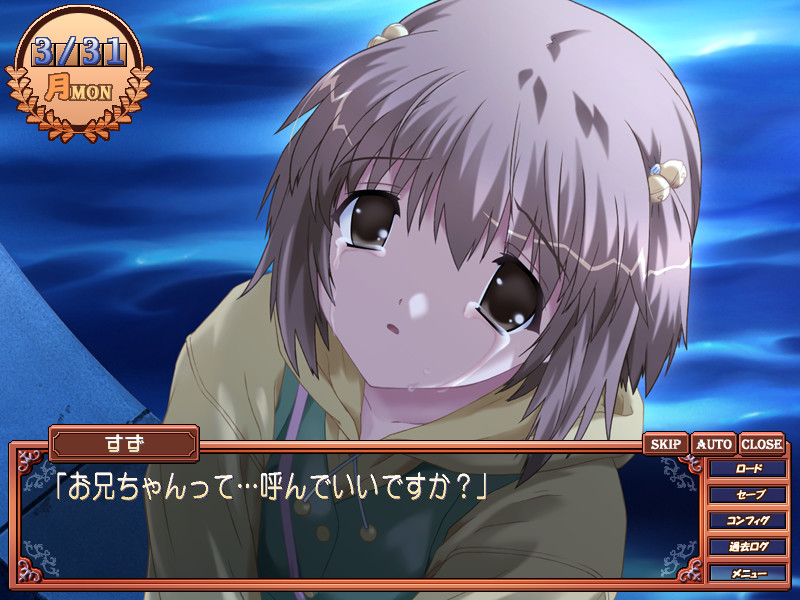 3/31
月MON
すず
SKIP AUTO CLOSE
「お兄ちゃんって…呼んでいいですか？」
ロード
セーブ
コンフィグ
過去ログ
メニュー